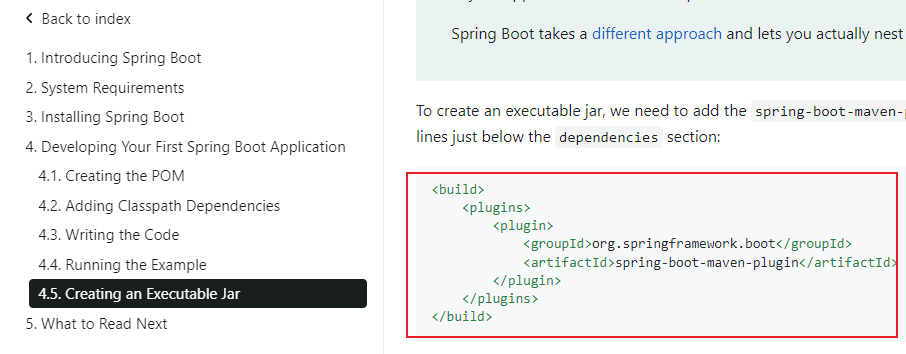 Back to index
1. Introducing Spring Boot
2. System Requirements
3. Installing Spring Boot
4. Developing Your First Spring Boot Application
4.1. Creating the POM
4.2. Adding Classpath Dependencies
4.3. Writing the Code
4.4. Running the Example
4.5. Creating an Executable Jar
5. What to Read Next
Spring Boot takes a different approach and lets you actually nest
To create an executable jar, we need to add the spring-boot-maven-
lines just below the dependencies section:
<build>
    <plugins>
        <plugin>
            <groupId>org.springframework.boot</groupId>
            <artifactId>spring-boot-maven-plugin</artifactId>
        </plugin>
    </plugins>
</build>